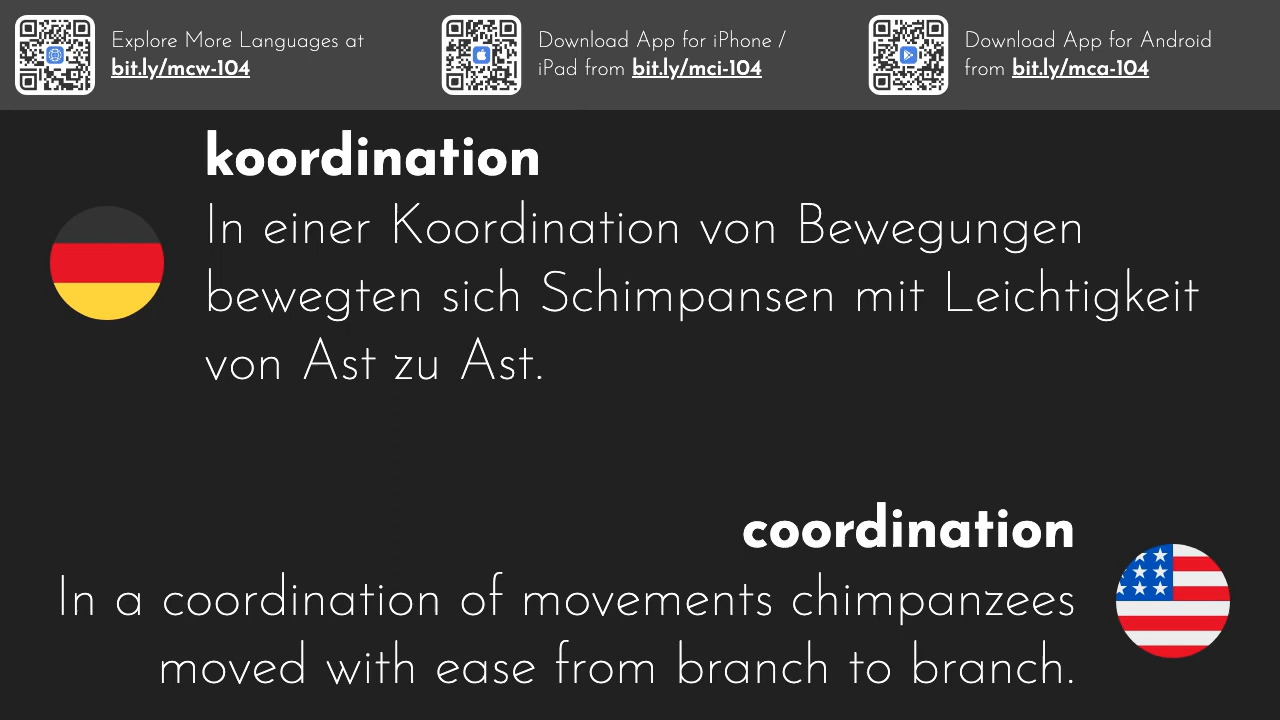 Explore More Languages at
bit.ly/mcw-104
Download App for iPhone /
iPad from bit.ly/mci-104
Download App for Android
from bit.ly/mca-104
koordination
In einer Koordination von Bewegungen
bewegten sich Schimpansen mit Leichtigkeit
von Ast zu Ast.
coordination
In a coordination of movements chimpanzees
moved with ease from branch to branch.